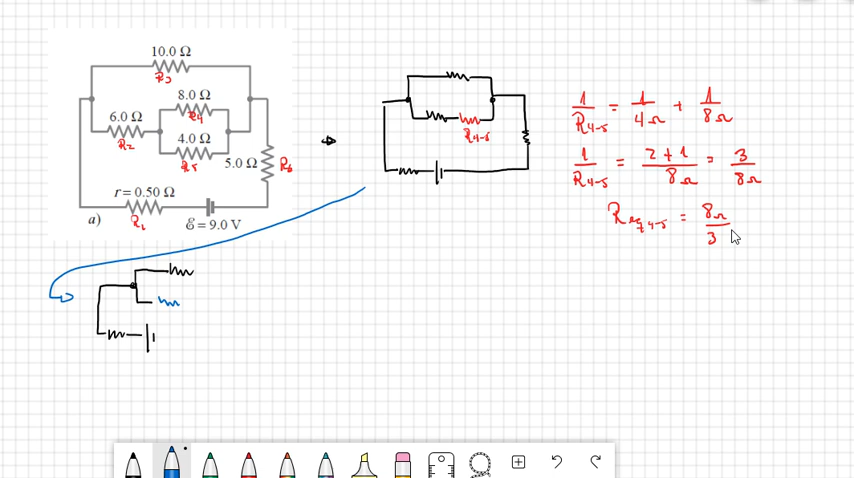 10.0 Ω
R3
8.0 Ω
R4
6.0 Ω
R2
4.0 Ω
R5
5.0 Ω
R6
r = 0.50 Ω
R1
a)
ℰ = 9.0 V
R4-5
1/R4-5 = 1/4Ω + 1/8Ω
1/R4-5 = 2+1/8Ω = 3/8Ω
Req4-5 = 8Ω/3